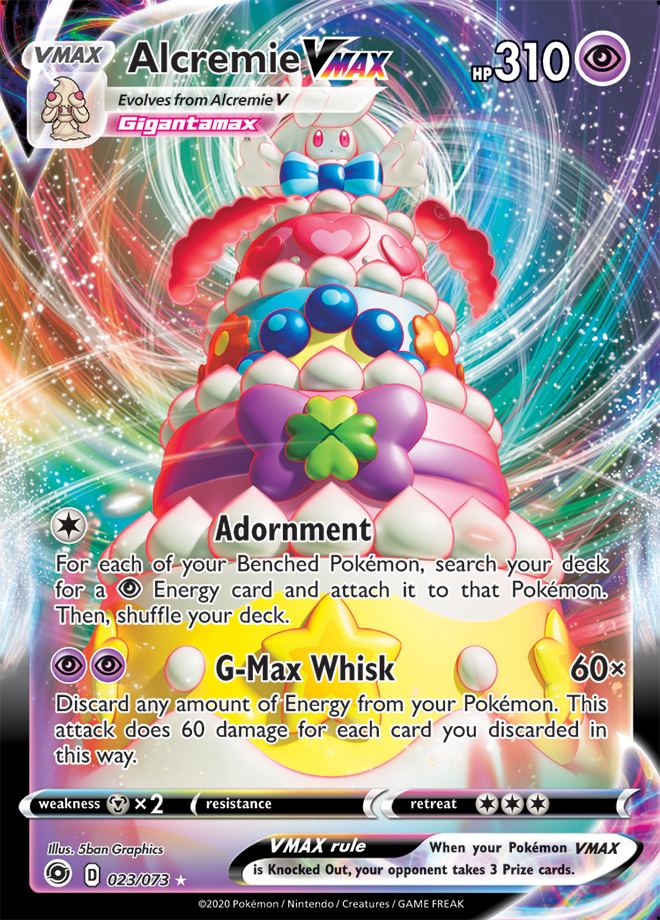 VMAX Alcremie VMAX HP 310
Evolves from Alcremie V
Gigantamax
Adornment
For each of your Benched Pokémon, search your deck
for a Energy card and attach it to that Pokémon.
Then, shuffle your deck.
G-Max Whisk 60×
Discard any amount of Energy from your Pokémon. This
attack does 60 damage for each card you discarded in
this way.
weakness ×2 resistance retreat
Illus. 5ban Graphics
VMAX rule When your Pokémon VMAX
is Knocked Out, your opponent takes 3 Prize cards.
D 023/073 ★
©2020 Pokémon / Nintendo / Creatures / GAME FREAK